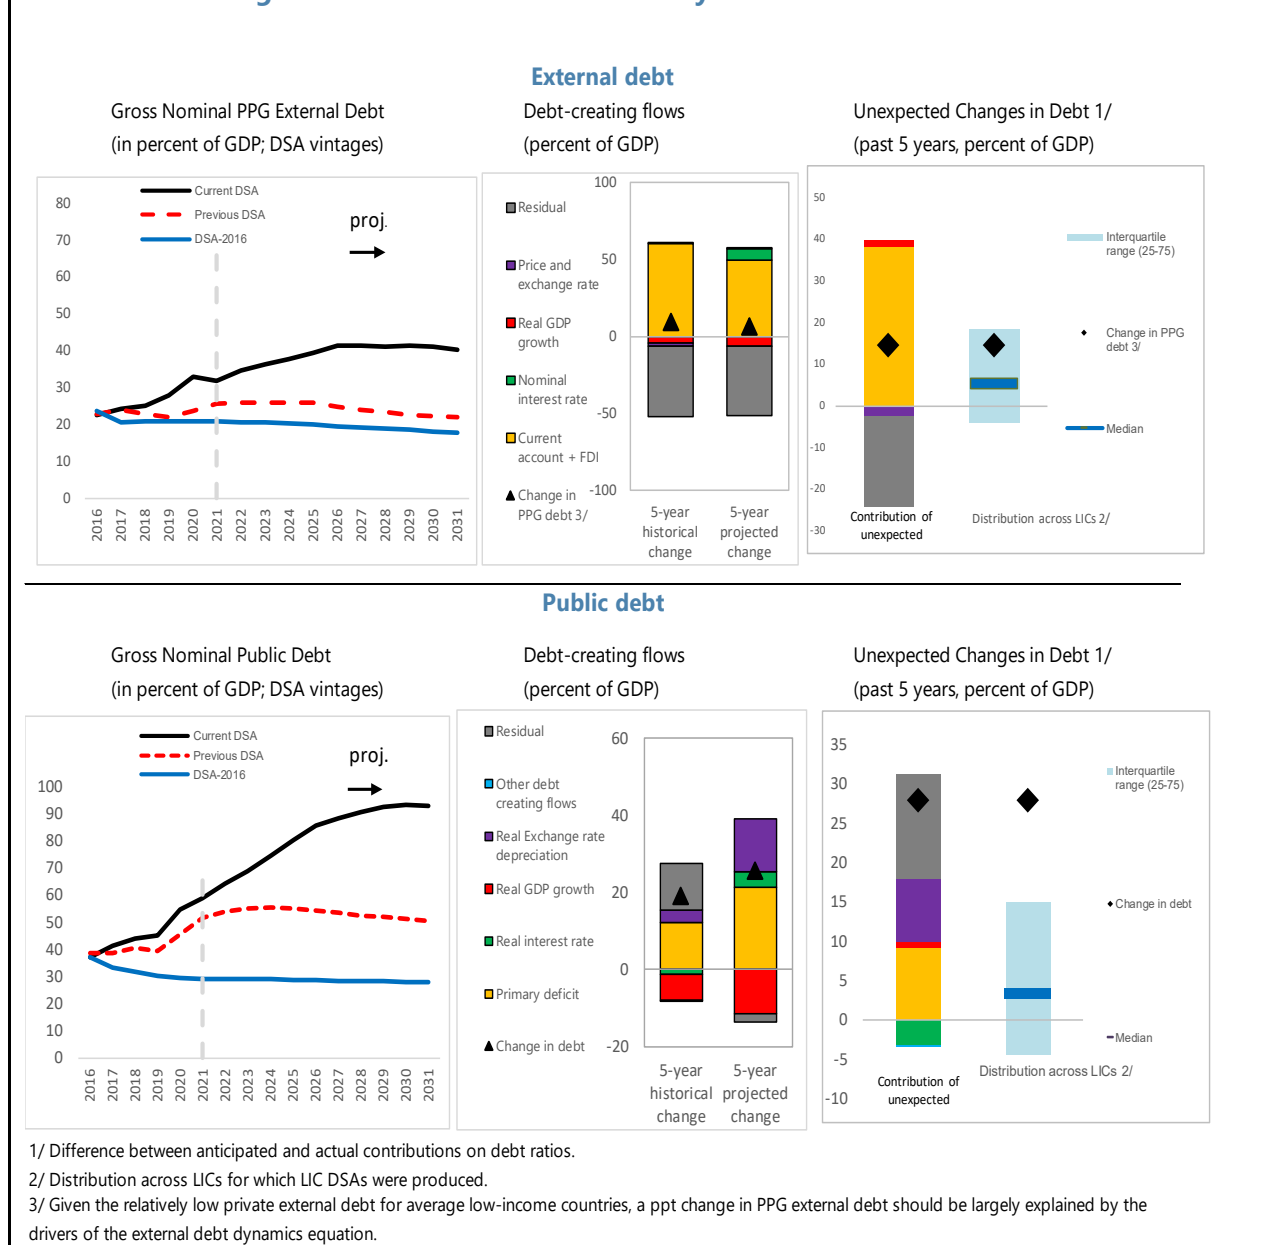 External debt
Gross Nominal PPG External Debt
(in percent of GDP; DSA vintages)
Debt-creating flows
(percent of GDP)
Unexpected Changes in Debt 1/
(past 5 years, percent of GDP)
Current DSA
Previous DSA
DSA-2016
proj.
80
70
60
50
40
30
20
10
0
2016
2017
2018
2019
2020
2021
2022
2023
2024
2025
2026
2027
2028
2029
2030
2031
Residual
Price and
exchange rate
Real GDP
growth
Nominal
interest rate
Current
account + FDI
Change in
PPG debt 3/
100
50
0
-50
-100
5-year
historical
change
5-year
projected
change
50
40
30
20
10
0
-10
-20
-30
Contribution of
unexpected
Distribution across LICs 2/
Interquartile
range (25-75)
Change in PPG
debt 3/
Median
Public debt
Gross Nominal Public Debt
(in percent of GDP; DSA vintages)
Debt-creating flows
(percent of GDP)
Unexpected Changes in Debt 1/
(past 5 years, percent of GDP)
Current DSA
Previous DSA
DSA-2016
proj.
100
90
80
70
60
50
40
30
20
10
0
2016
2017
2018
2019
2020
2021
2022
2023
2024
2025
2026
2027
2028
2029
2030
2031
Residual
Other debt
creating flows
Real Exchange rate
depreciation
Real GDP growth
Real interest rate
Primary deficit
Change in debt
60
40
20
0
-20
5-year
historical
change
5-year
projected
change
35
30
25
20
15
10
5
0
-5
-10
Contribution of
unexpected
Distribution across LICs 2/
Interquartile
range (25-75)
Change in debt
Median
1/ Difference between anticipated and actual contributions on debt ratios.
2/ Distribution across LICs for which LIC DSAs were produced.
3/ Given the relatively low private external debt for average low-income countries, a ppt change in PPG external debt should be largely explained by the
drivers of the external debt dynamics equation.